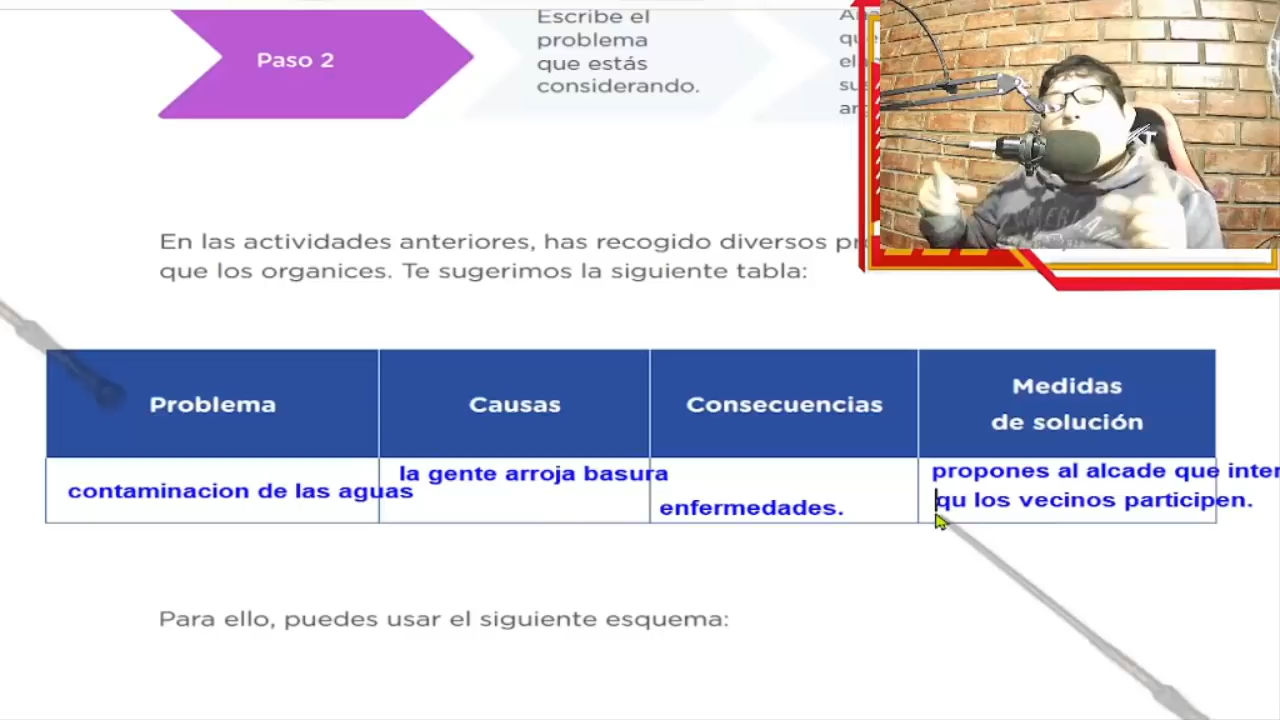 Paso 2
Escribe el
problema
que estás
considerando.
el
En las actividades anteriores, has recogido diversos
que los organices. Te sugerimos la siguiente tabla:
Problema
Causas
Consecuencias
Medidas
de solución
contaminacion de las aguas
la gente arroja basura
enfermedades.
propones al alcade que
qu los vecinos participen.
Para ello, puedes usar el siguiente esquema: